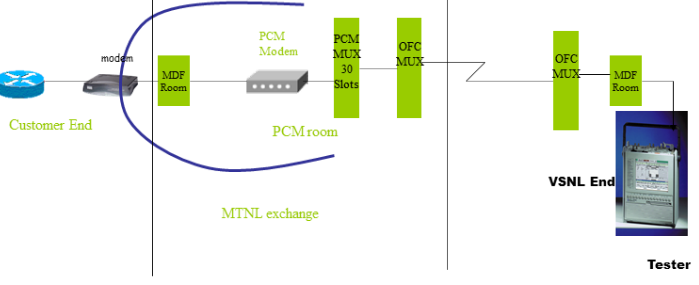 PCM
Modem
modem
MDF
Room
PCM
MUX
30
Slots
OFC
MUX
OFC
MUX
MDF
Room
Customer End
PCM room
VSNL End
MTNL exchange
Tester